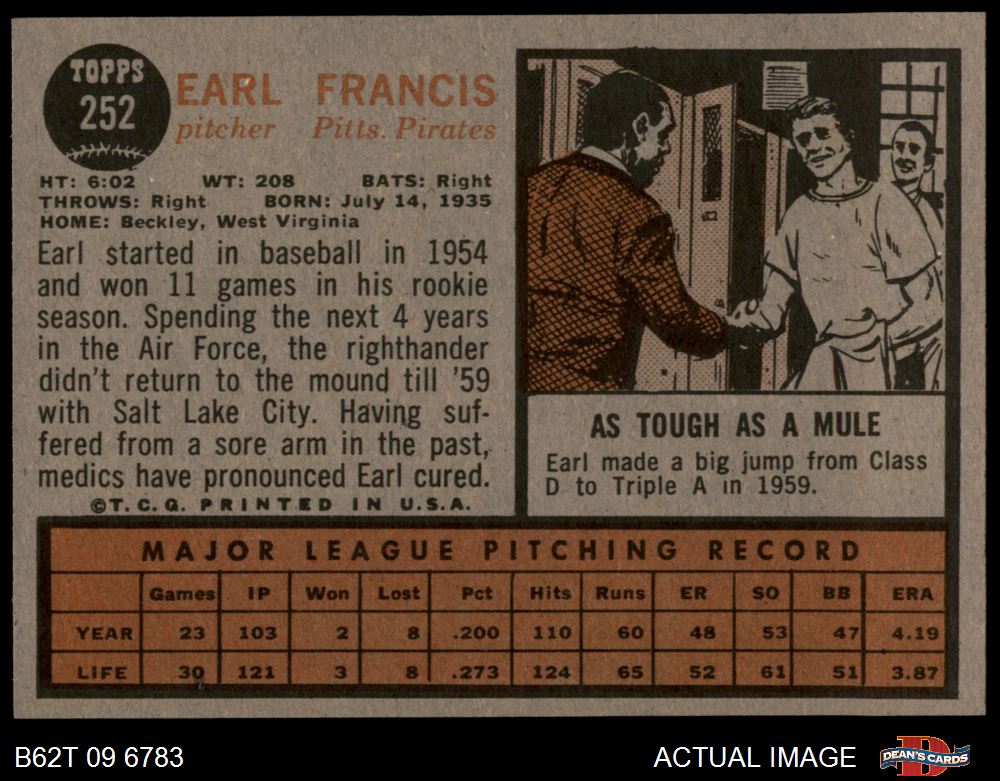 TOPPS
252
EARL FRANCIS
pitcher Pitts. Pirates
HT: 6:02 WT: 208 BATS: Right
THROWS: Right BORN: July 14, 1935
HOME: Beckley, West Virginia
Earl started in baseball in 1954
and won 11 games in his rookie
season. Spending the next 4 years
in the Air Force, the righthander
didn't return to the mound till '59
with Salt Lake City. Having suf-
fered from a sore arm in the past,
medics have pronounced Earl cured.
©T. C. G. PRINTED IN U.S.A.
AS TOUGH AS A MULE
Earl made a big jump from Class
D to Triple A in 1959.
MAJOR LEAGUE PITCHING RECORD
Games IP Won Lost Pct Hits Runs ER SO BB ERA
YEAR 23 103 2 8 .200 110 60 48 53 47 4.19
LIFE 30 121 3 8 .273 124 65 52 61 51 3.87
B62T 09 6783 ACTUAL IMAGE DEAN'S CARDS